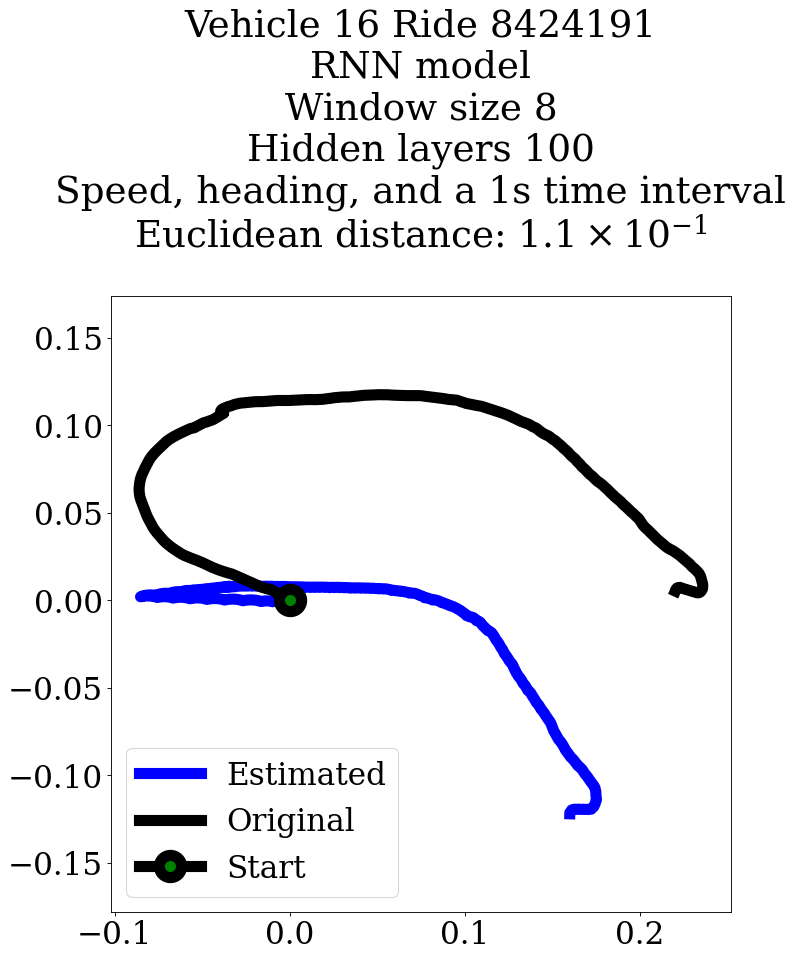 Vehicle 16 Ride 8424191
RNN model
Window size 8
Hidden layers 100
Speed, heading, and a 1s time interval
Euclidean distance: 1.1 × 10⁻¹
0.15
0.10
0.05
0.00
−0.05
−0.10
−0.15
Estimated
Original
Start
−0.1 0.0 0.1 0.2